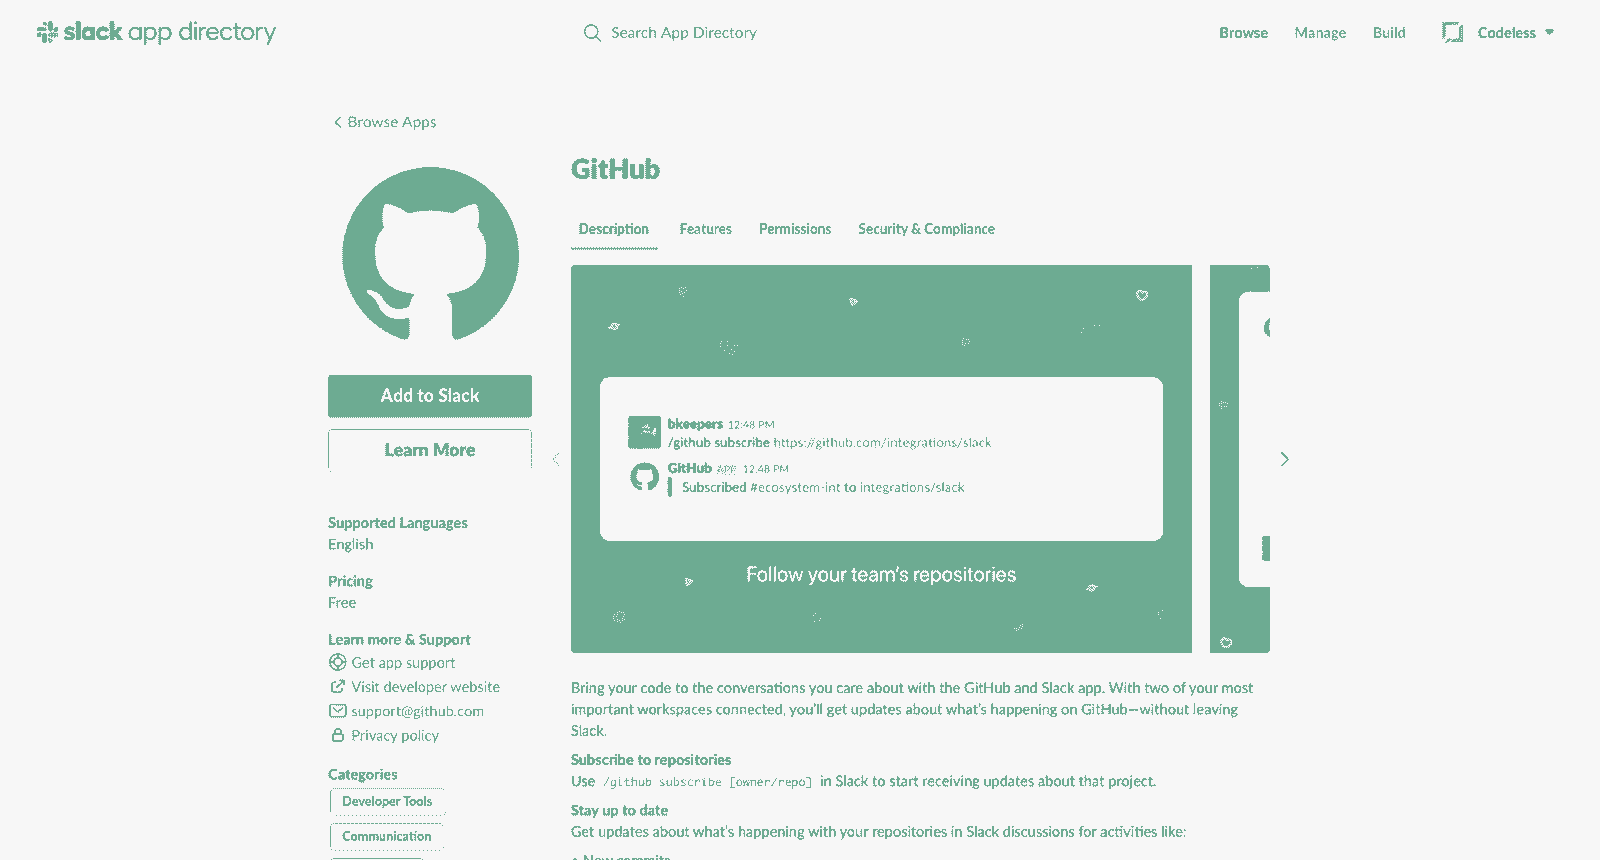 slack app directory
Search App Directory
Browse
Manage
Build
Codeless
Browse Apps
GitHub
Description
Features
Permissions
Security & Compliance
Add to Slack
Learn More
bkeepers 12:48 PM
/github subscribe https://github.com/integrations/slack
GitHub APP 12:48 PM
Subscribed #ecosystem-int to integrations/slack
Follow your team's repositories
Supported Languages
English
Pricing
Free
Learn more & Support
Get app support
Visit developer website
support@github.com
Privacy policy
Categories
Developer Tools
Communication
Bring your code to the conversations you care about with the GitHub and Slack app. With two of your most
important workspaces connected, you'll get updates about what's happening on GitHub—without leaving
Slack.
Subscribe to repositories
Use /github subscribe [owner/repo] in Slack to start receiving updates about that project.
Stay up to date
Get updates about what's happening with your repositories in Slack discussions for activities like:
• New commits